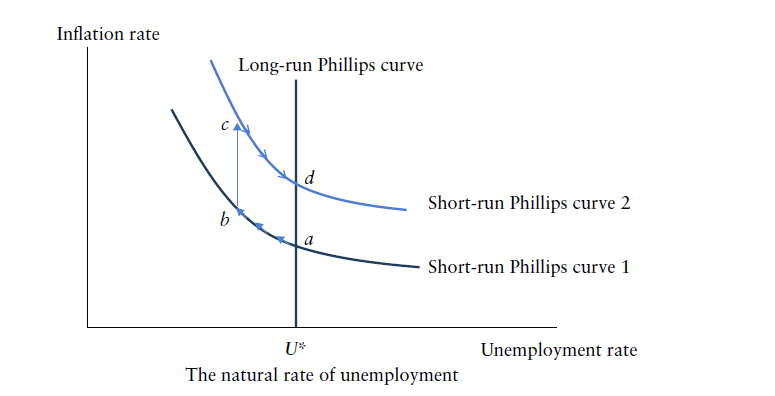 Inflation rate
Long-run Phillips curve
c
d
Short-run Phillips curve 2
b
a
Short-run Phillips curve 1
U*
Unemployment rate
The natural rate of unemployment